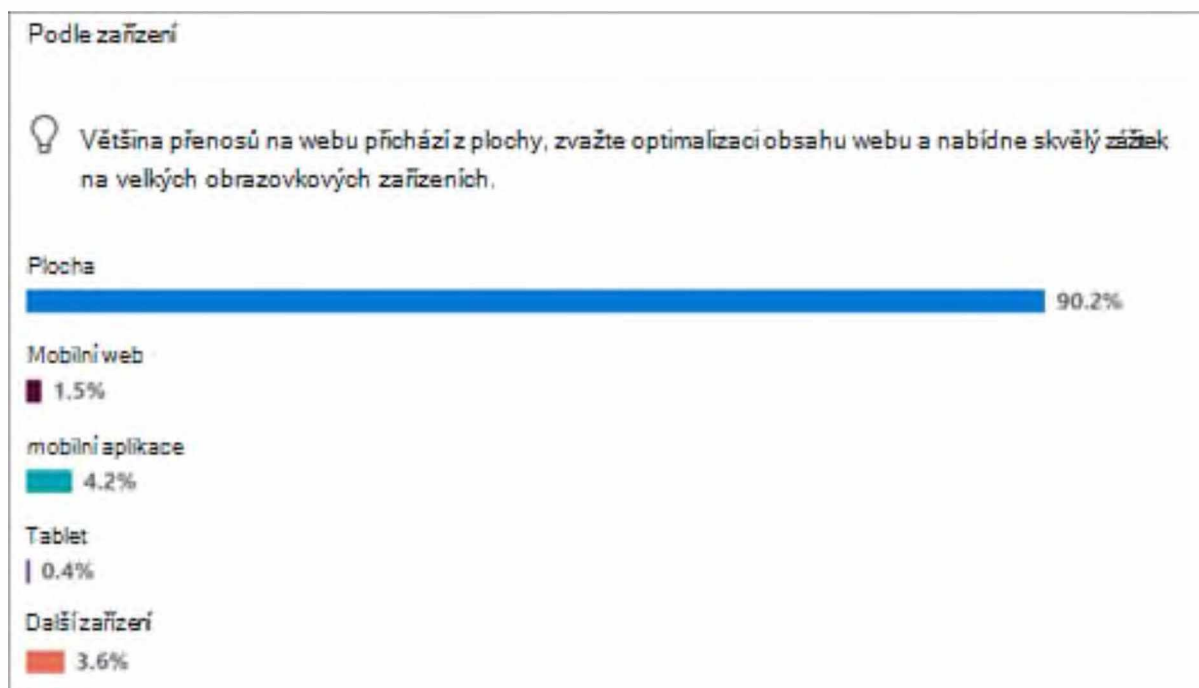 Podle zařízení
Většina přenosů na webu přichází z plochy, zvažte optimalizaci obsahu webu a nabídne skvělý zážitek
na velkých obrazovkových zařízeních.
Plocha
90.2%
Mobilní web
1.5%
mobilní aplikace
4.2%
Tablet
0.4%
Další zařízení
3.6%